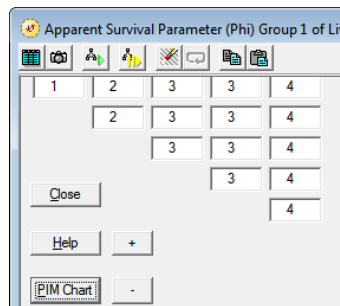 Apparent Survival Parameter (Phi) Group 1 of Li
1 2 3 3 4
2 3 3 4
3 3 4
3 4
Close
4
Help +
PIM Chart -